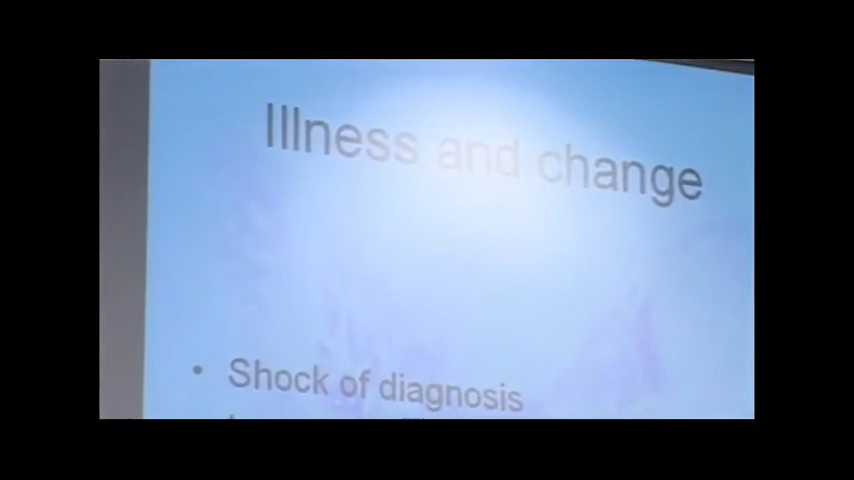 Illness and change
• Shock of diagnosis